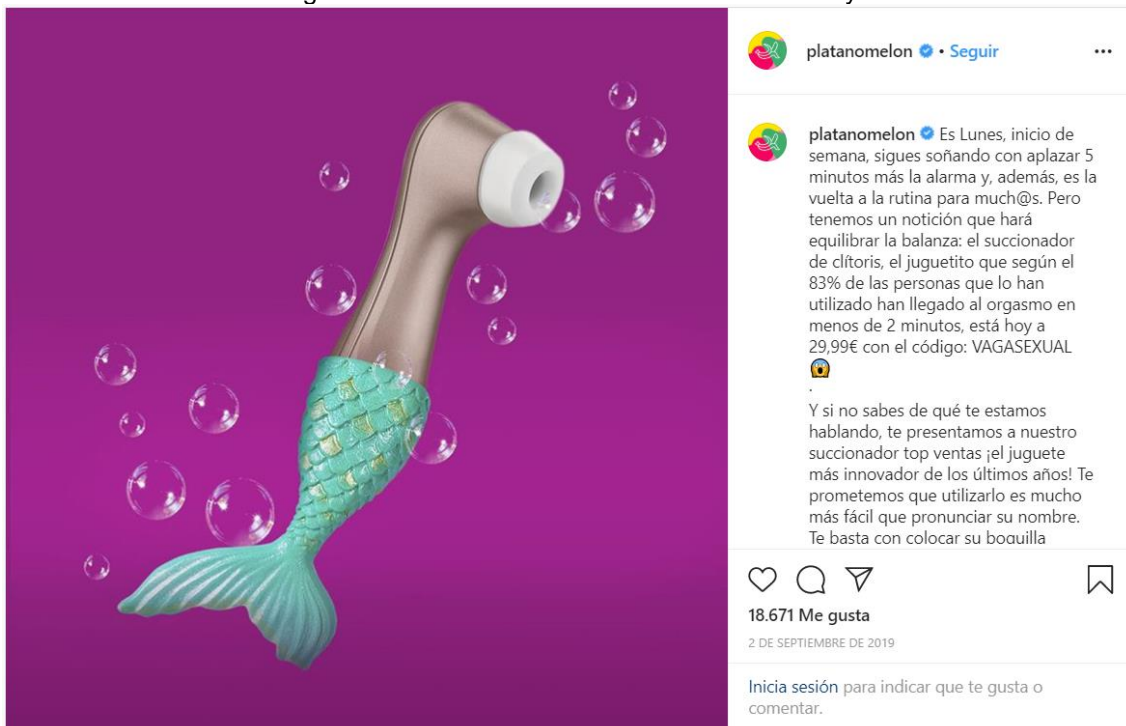 platanomelon • Seguir
platanomelon Es Lunes, inicio de
semana, sigues soñando con aplazar 5
minutos más la alarma y, además, es la
vuelta a la rutina para much@s. Pero
tenemos un notición que hará
equilibrar la balanza: el succionador
de clítoris, el juguetito que según el
83% de las personas que lo han
utilizado han llegado al orgasmo en
menos de 2 minutos, está hoy a
29,99€ con el código: VAGASEXUAL
😱
.
Y si no sabes de qué te estamos
hablando, te presentamos a nuestro
succionador top ventas ¡el juguete
más innovador de los últimos años! Te
prometemos que utilizarlo es mucho
más fácil que pronunciar su nombre.
Te basta con colocar su boquilla
18.671 Me gusta
2 DE SEPTIEMBRE DE 2019
Inicia sesión para indicar que te gusta o
comentar.